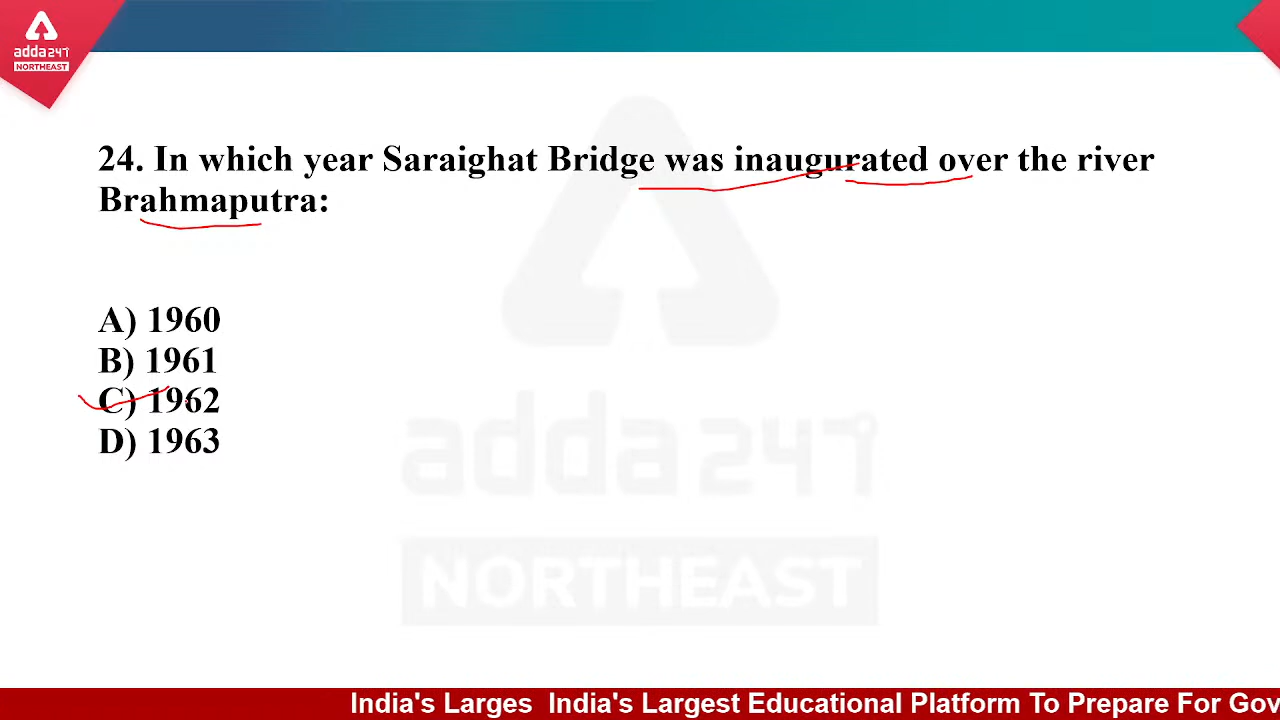 adda247
NORTHEAST
24. In which year Saraighat Bridge was inaugurated over the river
Brahmaputra:
A) 1960
B) 1961
C) 1962
D) 1963
adda247
NORTHEAST
India's Larges India's Largest Educational Platform To Prepare For Gov